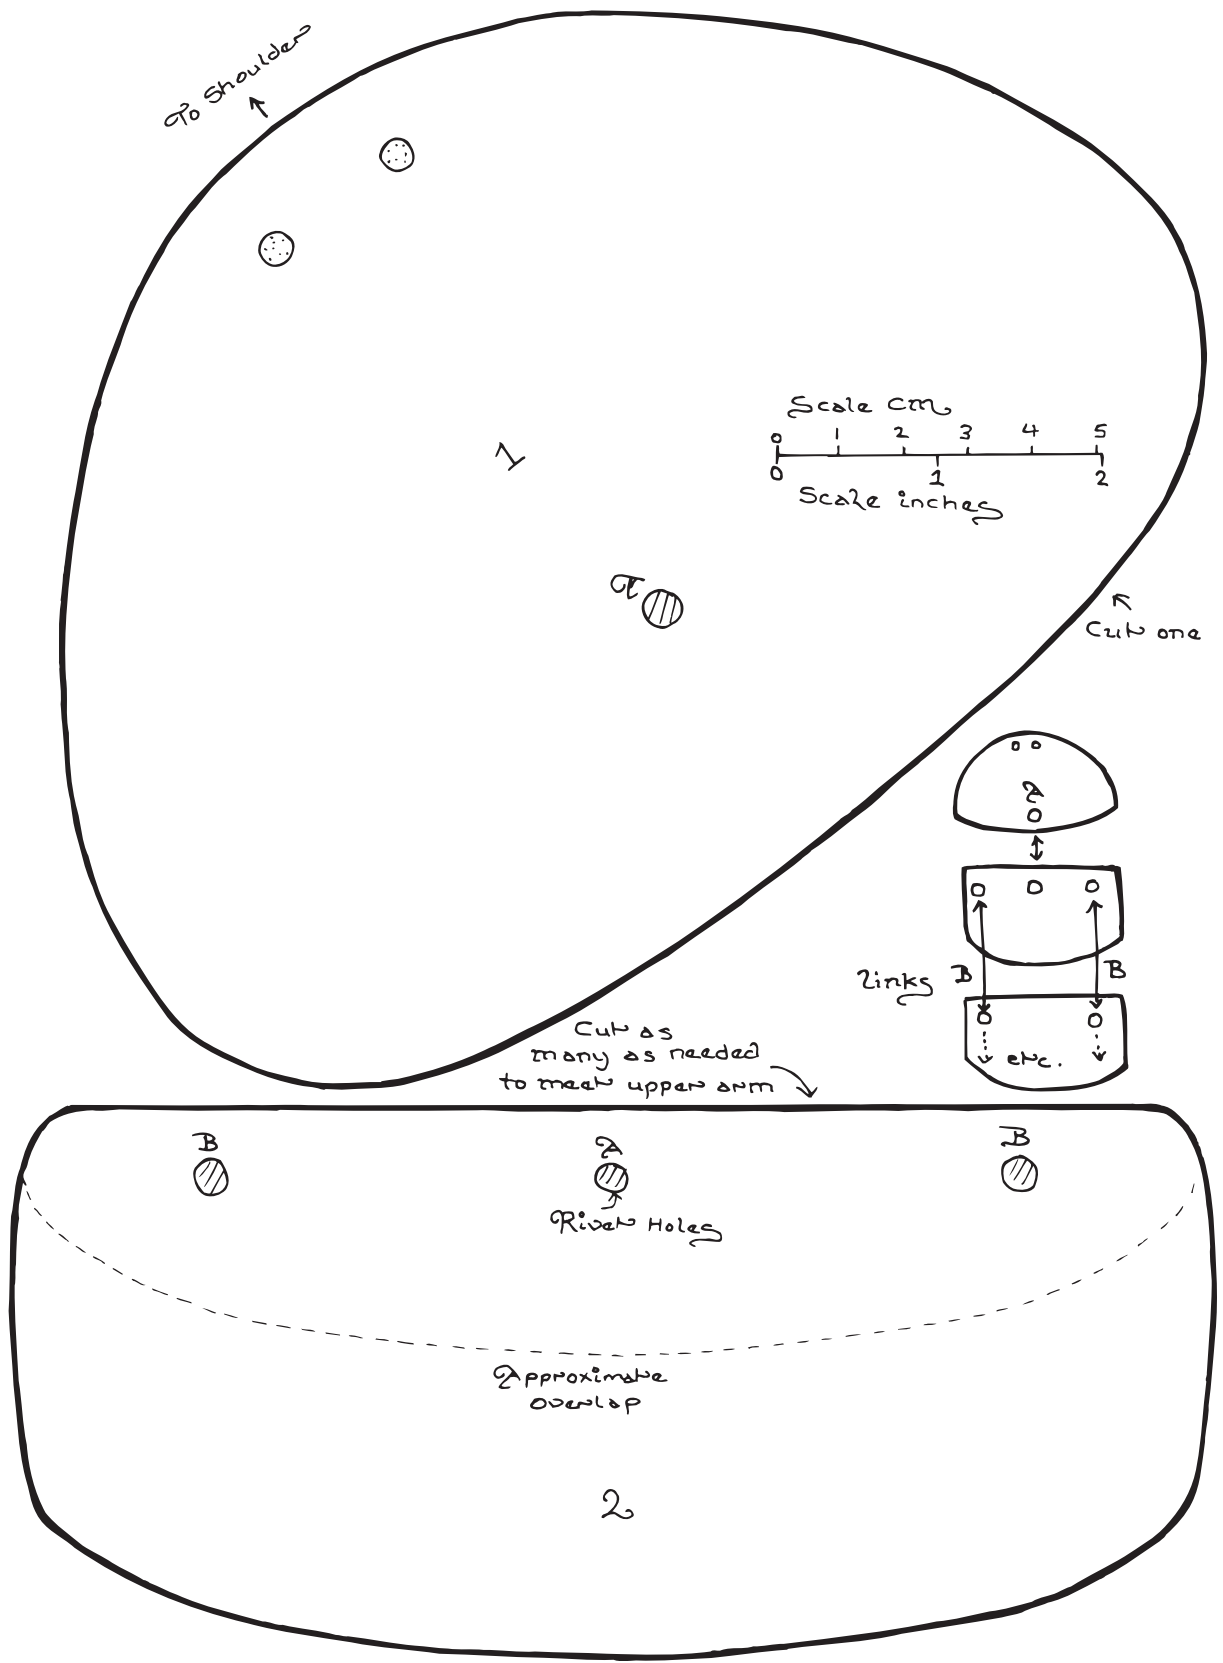 To Shoulder
Scale cm
0 1 2 3 4 5
0 1 2
Scale inches
1
A
Cut one
A
Links B B
etc.
Cut as
many as needed
to meet upper arm
B A B
Rivet Holes
Approximate
overlap
2